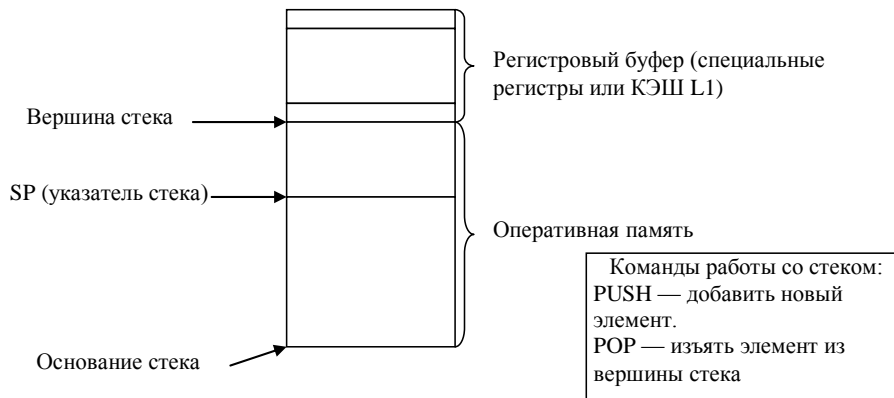 Регистровый буфер (специальные
регистры или КЭШ L1)
Вершина стека
SP (указатель стека)
Оперативная память
Команды работы со стеком:
PUSH — добавить новый
элемент.
POP — изъять элемент из
вершины стека
Основание стека